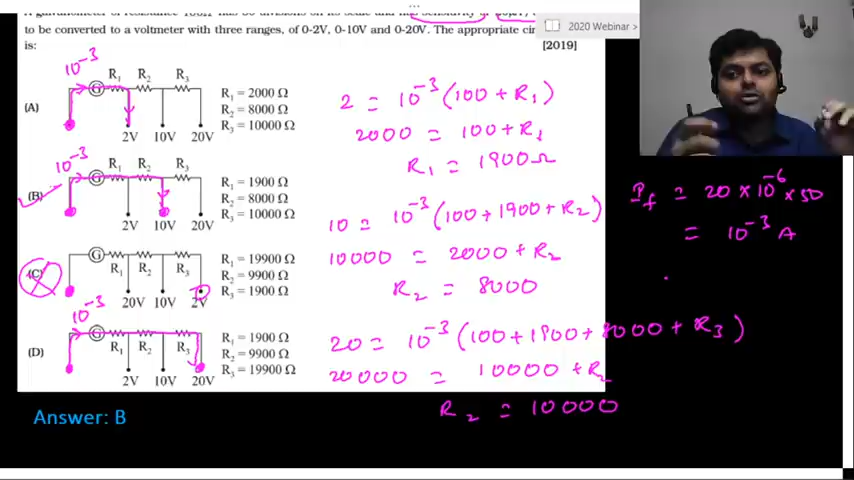 to be converted to a voltmeter with three ranges, of 0-2V, 0-10V and 0-20V. The appropriate cir
is:
[2019]
2020 Webinar >
(A)
10⁻³
G R₁ R₂ R₃
2V 10V 20V
R₁ = 2000 Ω
R₂ = 8000 Ω
R₃ = 10000 Ω
(B)
10⁻³
G R₁ R₂ R₃
2V 10V 20V
R₁ = 1900 Ω
R₂ = 8000 Ω
R₃ = 10000 Ω
(C)
G
R₁ R₂ R₃
20V 10V 2V
R₁ = 19900 Ω
R₂ = 9900 Ω
R₃ = 1900 Ω
(D)
10⁻³
G
R₁ R₂ R₃
2V 10V 20V
R₁ = 1900 Ω
R₂ = 9900 Ω
R₃ = 19900 Ω
2 = 10⁻³ (100 + R₁)
2000 = 100 + R₁
R₁ = 1900 Ω
10 = 10⁻³ (100 + 1900 + R₂)
10000 = 2000 + R₂
R₂ = 8000
20 = 10⁻³ (100 + 1900 + 8000 + R₃)
20000 = 10000 + R₂
R₂ = 10000
= 20 × 10⁻⁶ × 50
= 10⁻³ A
Answer: B